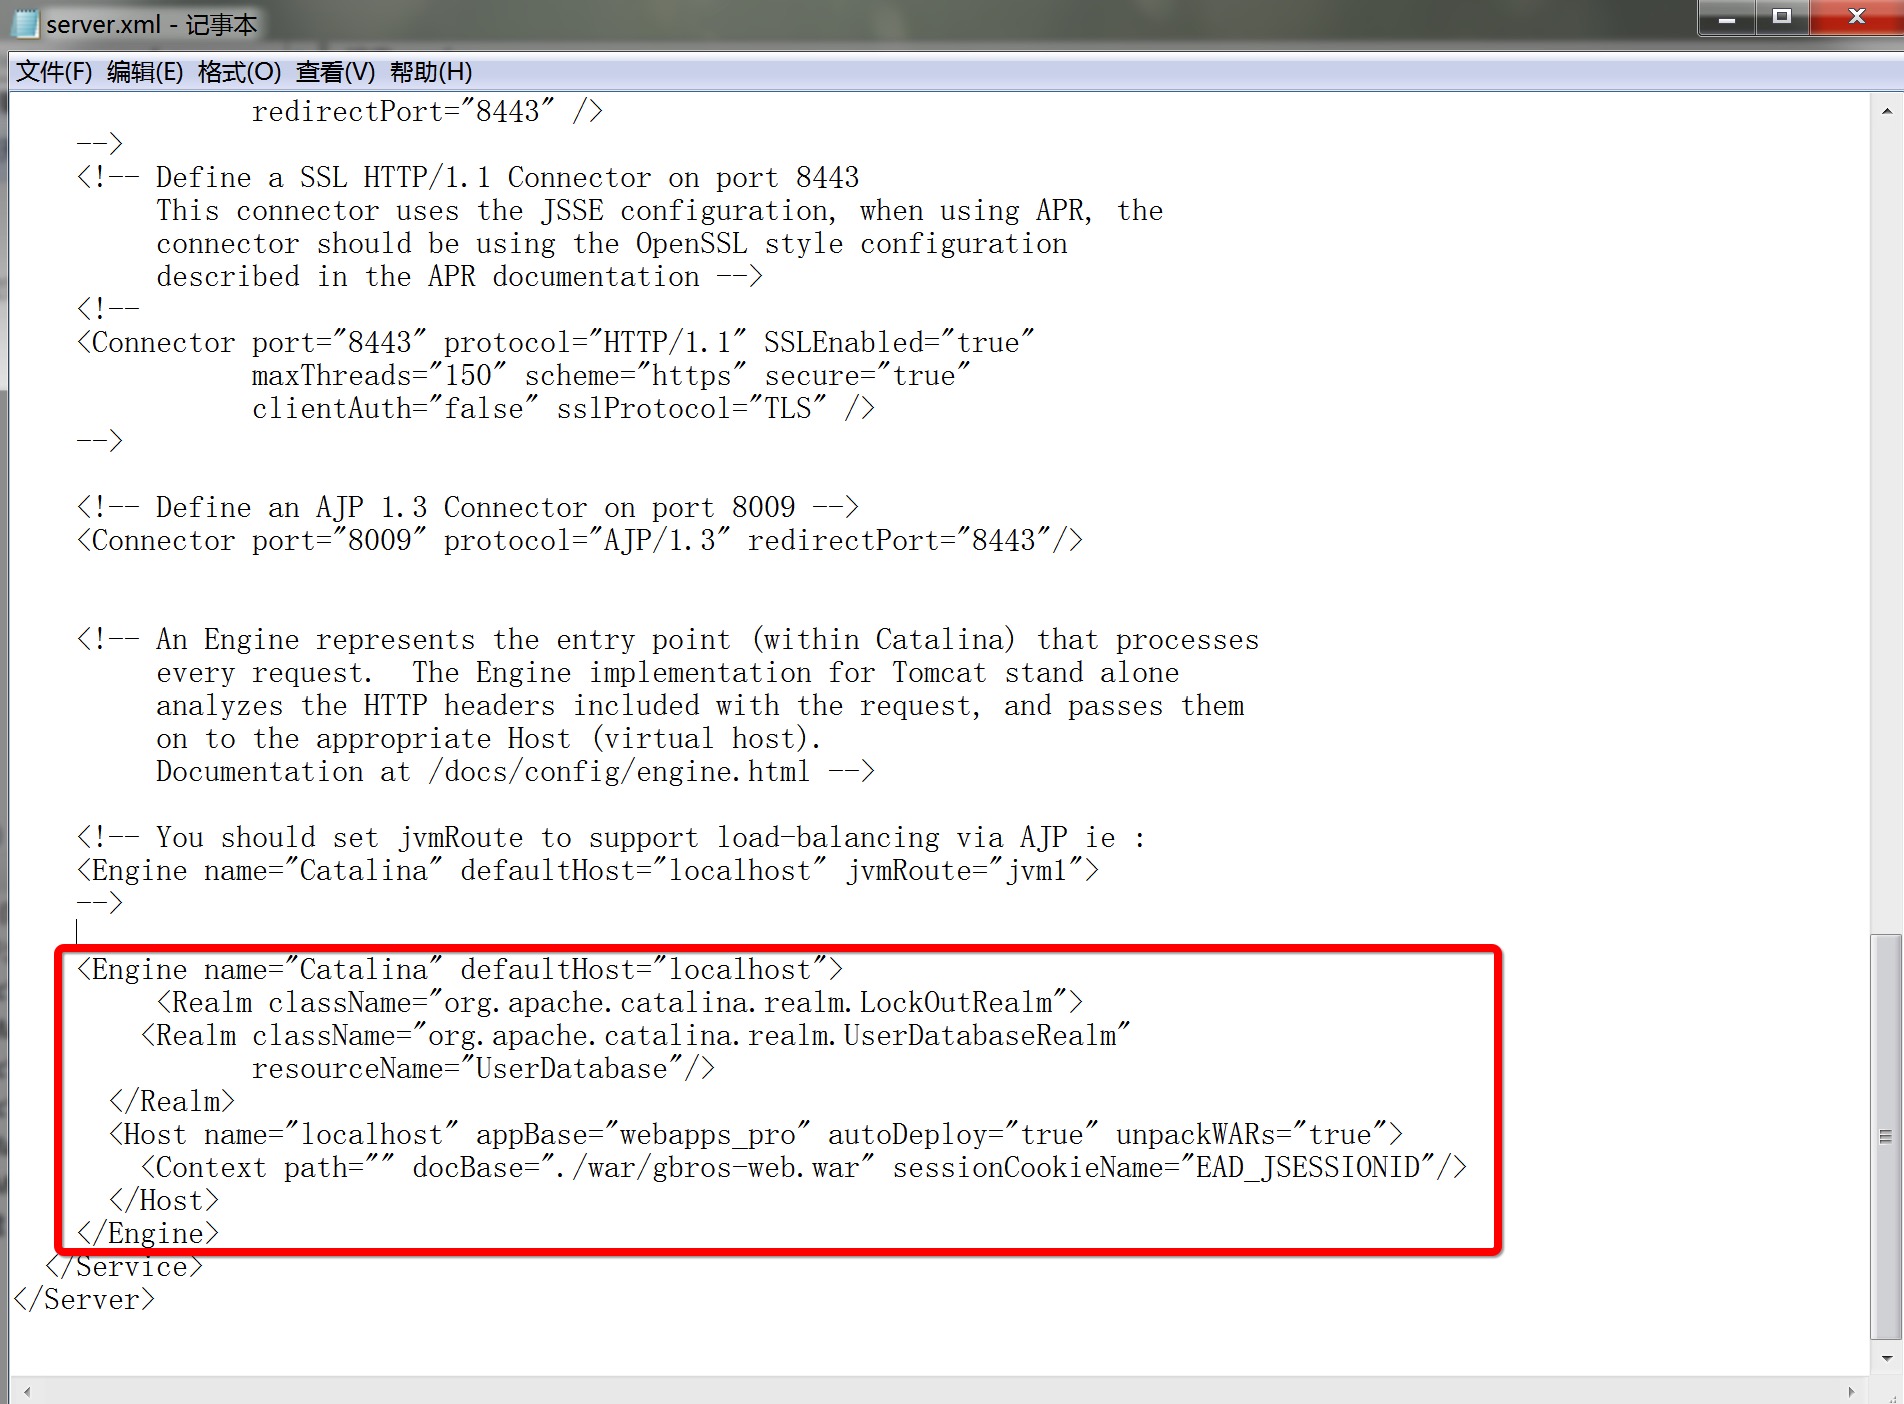 server.xml - 记事本
文件(F) 编辑(E) 格式(O) 查看(V) 帮助(H)
redirectPort="8443" />
-->
<!-- Define a SSL HTTP/1.1 Connector on port 8443
This connector uses the JSSE configuration, when using APR, the
connector should be using the OpenSSL style configuration
described in the APR documentation -->
<!--
<Connector port="8443" protocol="HTTP/1.1" SSLEnabled="true"
maxThreads="150" scheme="https" secure="true"
clientAuth="false" sslProtocol="TLS" />
-->
<!-- Define an AJP 1.3 Connector on port 8009 -->
<Connector port="8009" protocol="AJP/1.3" redirectPort="8443"/>
<!-- An Engine represents the entry point (within Catalina) that processes
every request.  The Engine implementation for Tomcat stand alone
analyzes the HTTP headers included with the request, and passes them
on to the appropriate Host (virtual host).
Documentation at /docs/config/engine.html -->
<!-- You should set jvmRoute to support load-balancing via AJP ie :
<Engine name="Catalina" defaultHost="localhost" jvmRoute="jvm1">
-->
<Engine name="Catalina" defaultHost="localhost">
<Realm className="org.apache.catalina.realm.LockOutRealm">
<Realm className="org.apache.catalina.realm.UserDatabaseRealm"
resourceName="UserDatabase"/>
</Realm>
<Host name="localhost" appBase="webapps_pro" autoDeploy="true" unpackWARs="true">
<Context path="" docBase="./war/gbros-web.war" sessionCookieName="EAD_JSESSIONID"/>
</Host>
</Engine>
</Service>
</Server>